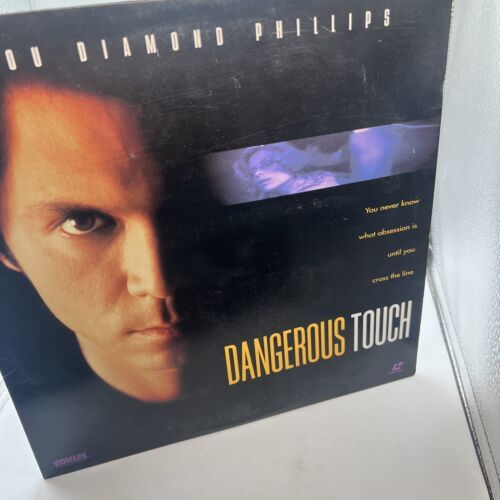 OU DIAMOND PHILLIPS
You never know
what obsession is
until you
cross the line
DANGEROUS TOUCH
VIDMARK